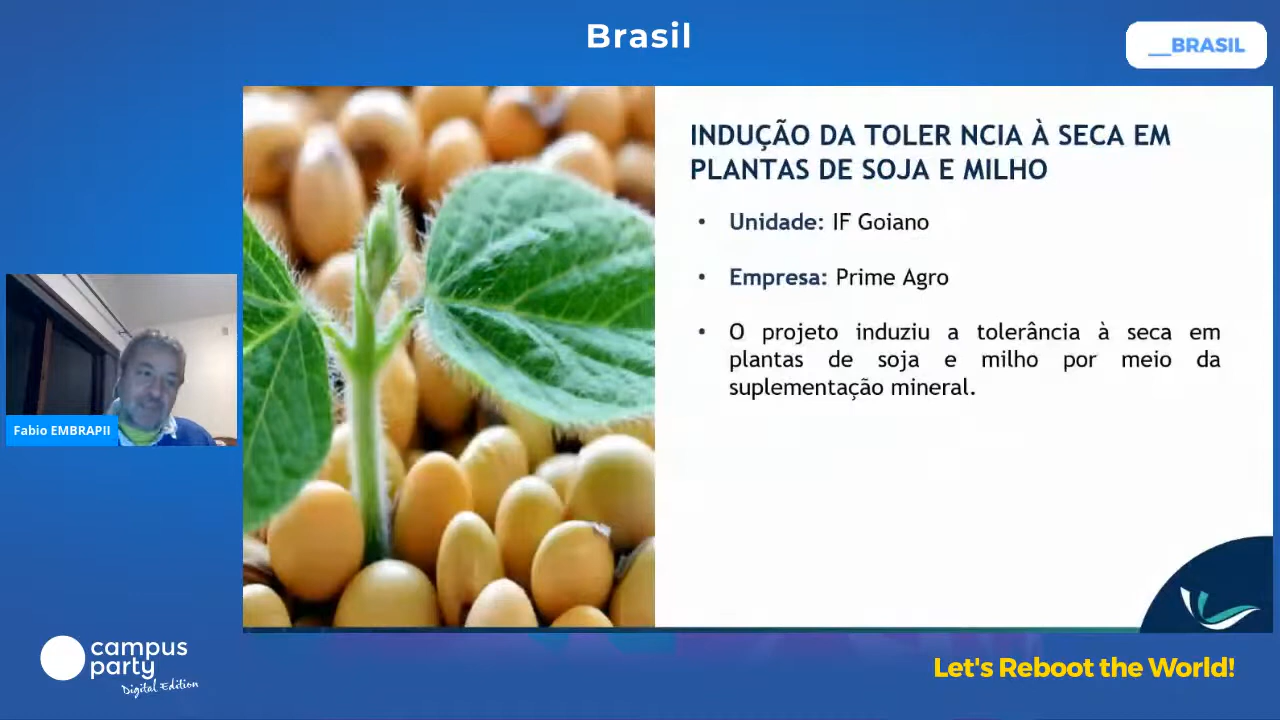 Brasil
__BRASIL
INDUÇÃO DA TOLER NCIA À SECA EM
PLANTAS DE SOJA E MILHO
• Unidade: IF Goiano
• Empresa: Prime Agro
• O projeto induziu a tolerância à seca em
plantas de soja e milho por meio da
suplementação mineral.
Fabio EMBRAPII
campus
party
Digital Edition
Let's Reboot the World!